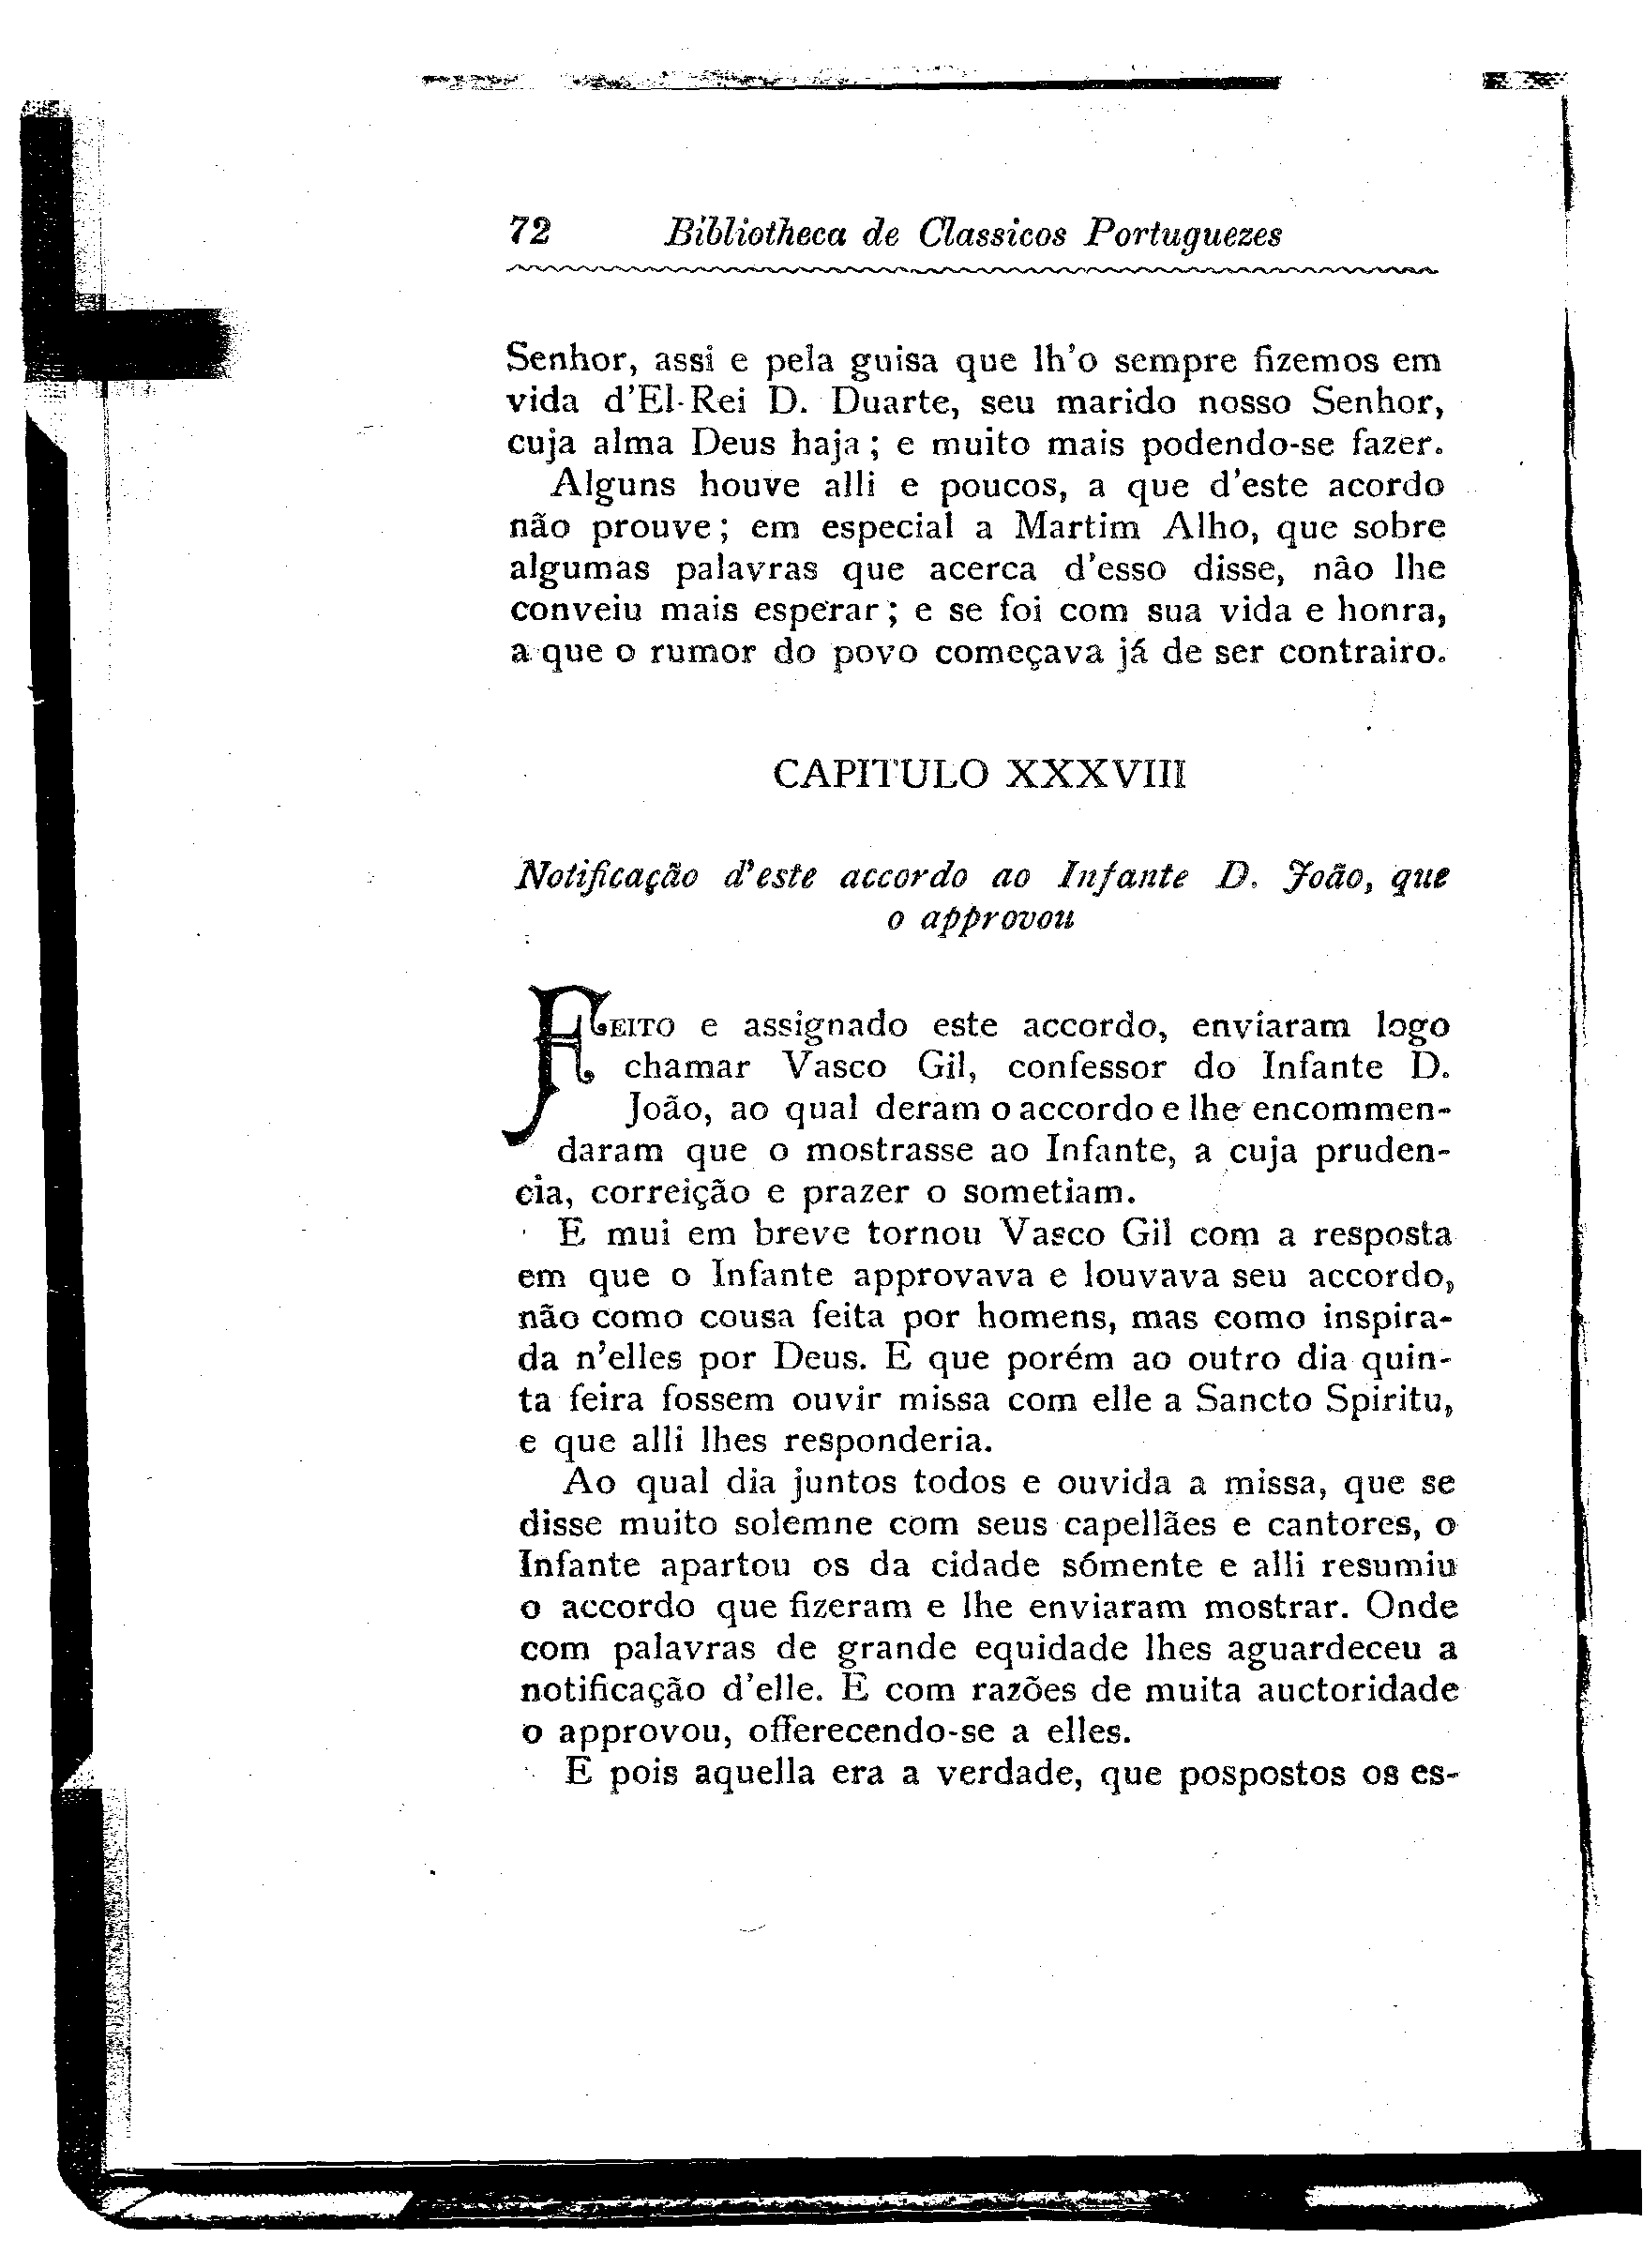 72 Bibliotheca de Classicos Portuguezes
Senhor, assi e pela guisa que lh'o sempre fizemos em
vida d'El-Rei D. Duarte, seu marido nosso Senhor,
cuja alma Deus haja; e muito mais podendo-se fazer.
Alguns houve alli e poucos, a que d'este acordo
não prouve; em especial a Martim Alho, que sobre
algumas palavras que acerca d'esso disse, não lhe
conveiu mais esperar; e se foi com sua vida e honra,
a que o rumor do povo começava já de ser contrairo.
CAPITULO XXXVIII
Notificação d'este accordo ao Infante D. João, que
o approvou
FEITO e assignado este accordo, enviaram logo
chamar Vasco Gil, confessor do Infante D.
João, ao qual deram o accordo e lhe encommen-
daram que o mostrasse ao Infante, a cuja pruden-
cia, correição e prazer o sometiam.
E mui em breve tornou Vasco Gil com a resposta
em que o Infante approvava e louvava seu accordo,
não como cousa feita por homens, mas como inspira-
da n'elles por Deus. E que porém ao outro dia quin-
ta feira fossem ouvir missa com elle a Sancto Spiritu,
e que alli lhes responderia.
Ao qual dia juntos todos e ouvida a missa, que se
disse muito solemne com seus capellães e cantores, o
Infante apartou os da cidade sómente e alli resumiu
o accordo que fizeram e lhe enviaram mostrar. Onde
com palavras de grande equidade lhes aguardeceu a
notificação d'elle. E com razões de muita auctoridade
o approvou, offerecendo-se a elles.
E pois aquella era a verdade, que pospostos os es-